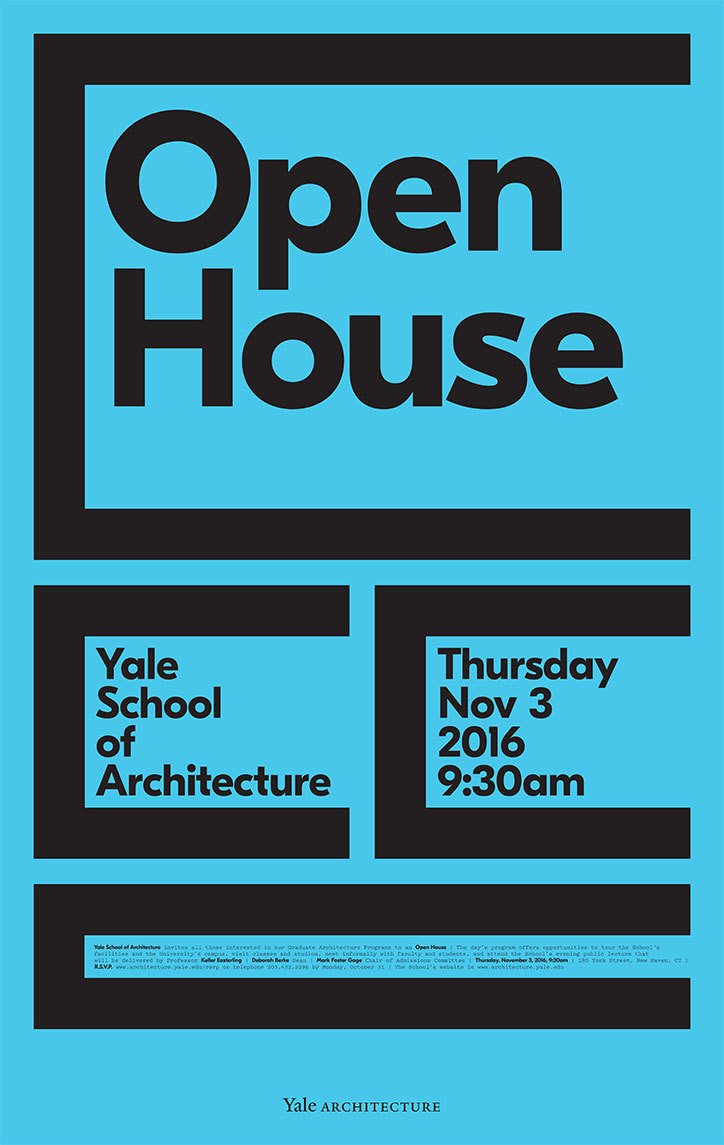 Open
House
Yale
School
of
Architecture
Thursday
Nov 3
2016
9:30am
Yale School of Architecture invites all those interested in our Graduate Architecture Programs to an Open House | The day's program offers opportunities to tour the School's
facilities and the University's campus, visit classes and studios, meet informally with faculty and students, and attend the School's evening public lecture that
will be delivered by Professor Keller Easterling | Deborah Berke Dean | Mark Foster Gage Chair of Admissions Committee | Thursday, November 3, 2016, 9:30am | 180 York Street, New Haven, CT |
R.S.V.P. www.architecture.yale.edu/rsvp or telephone 203.432.2296 by Monday, October 31 | The School's website is www.architecture.yale.edu
Yale ARCHITECTURE